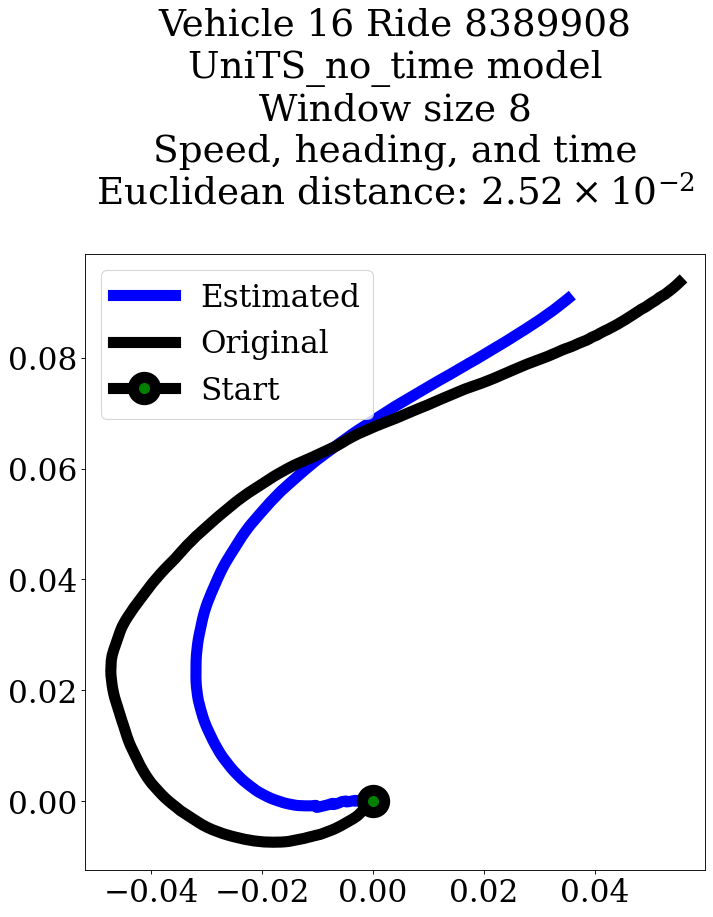 Vehicle 16 Ride 8389908
UniTS_no_time model
Window size 8
Speed, heading, and time
Euclidean distance: 2.52 × 10⁻²
Estimated
Original
Start
0.08
0.06
0.04
0.02
0.00
−0.04 −0.02 0.00 0.02 0.04